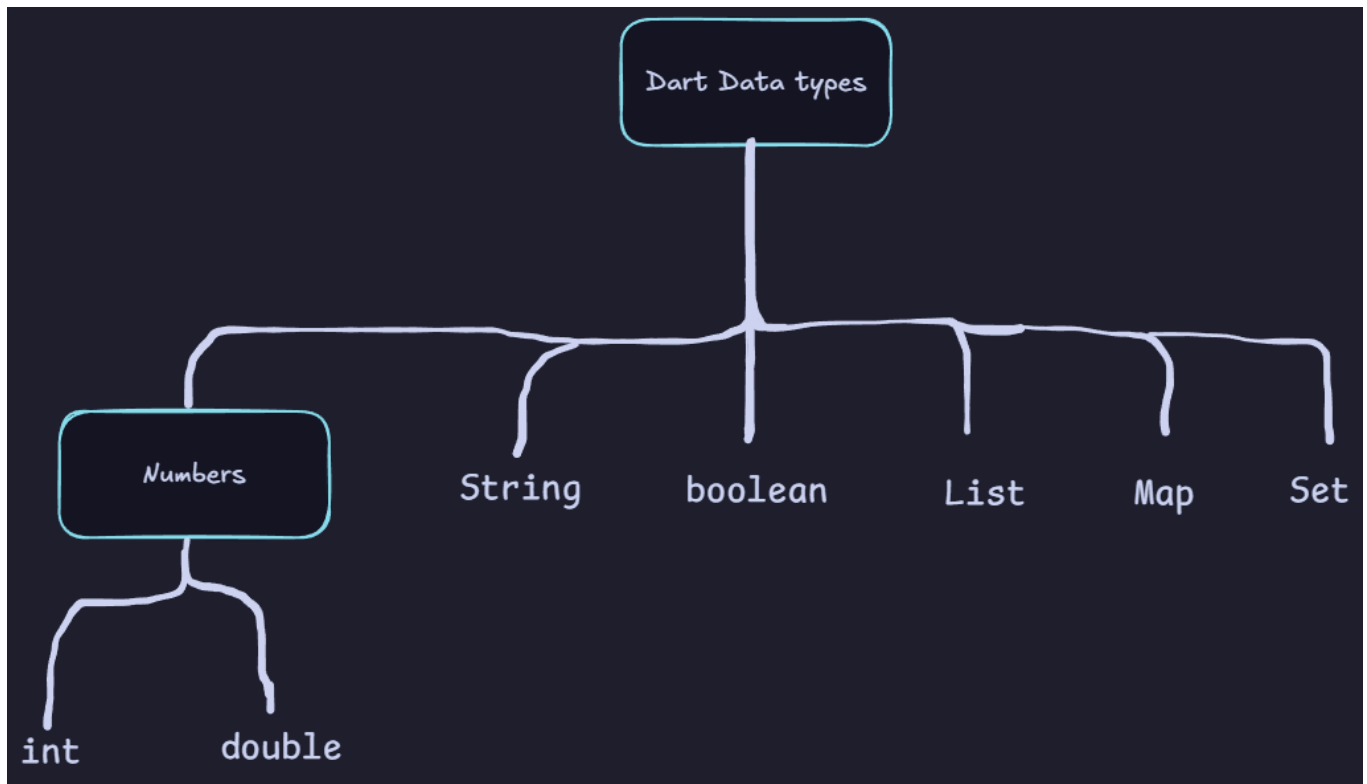 Dart Data types
Numbers
String
boolean
List
Map
Set
int
double